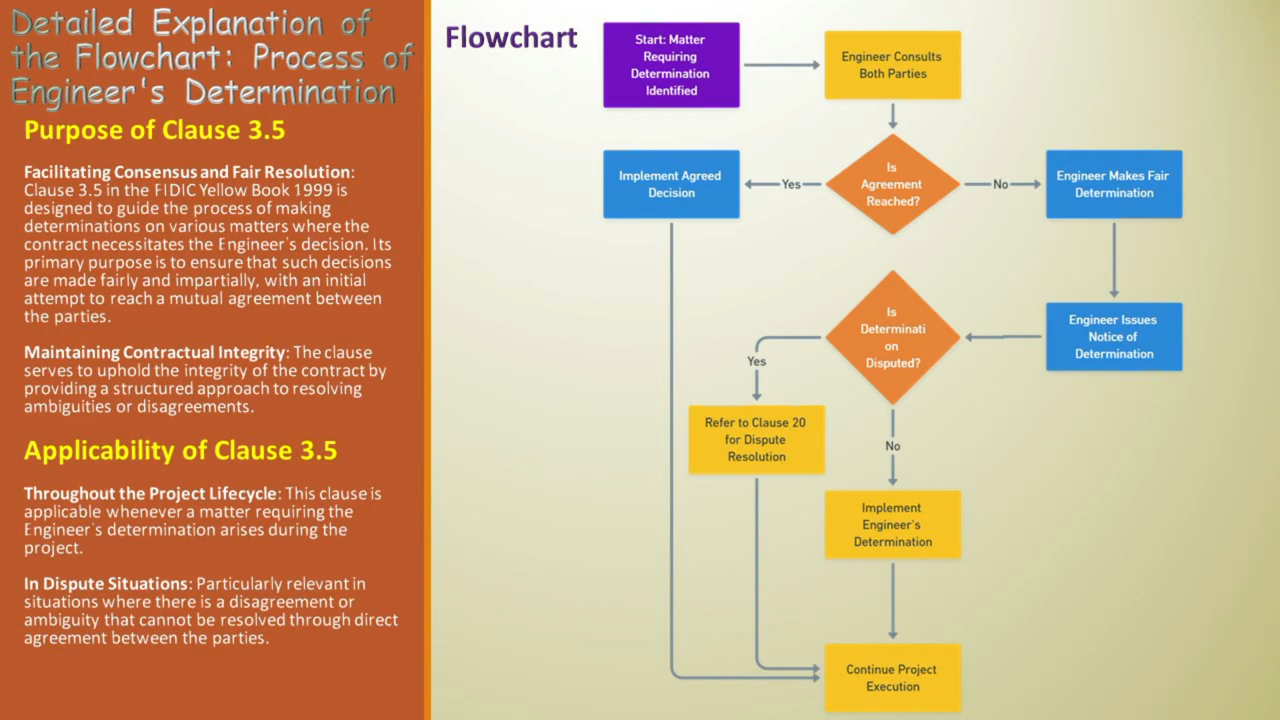 Detailed Explanation of
the Flowchart: Process of
Engineer's Determination
Purpose of Clause 3.5
Facilitating Consensus and Fair Resolution:
Clause 3.5 in the FIDIC Yellow Book 1999 is
designed to guide the process of making
determinations on various matters where the
contract necessitates the Engineer's decision. Its
primary purpose is to ensure that such decisions
are made fairly and impartially, with an initial
attempt to reach a mutual agreement between
the parties.
Maintaining Contractual Integrity: The clause
serves to uphold the integrity of the contract by
providing a structured approach to resolving
ambiguities or disagreements.
Applicability of Clause 3.5
Throughout the Project Lifecycle: This clause is
applicable whenever a matter requiring the
Engineer's determination arises during the
project.
In Dispute Situations: Particularly relevant in
situations where there is a disagreement or
ambiguity that cannot be resolved through direct
agreement between the parties.
Flowchart
Start: Matter
Requiring
Determination
Identified
Engineer Consults
Both Parties
Is
Agreement
Reached?
Yes
No
Implement Agreed
Decision
Engineer Makes Fair
Determination
Engineer Issues
Notice of
Determination
Is
Determinati
on
Disputed?
Yes
No
Refer to Clause 20
for Dispute
Resolution
Implement
Engineer's
Determination
Continue Project
Execution